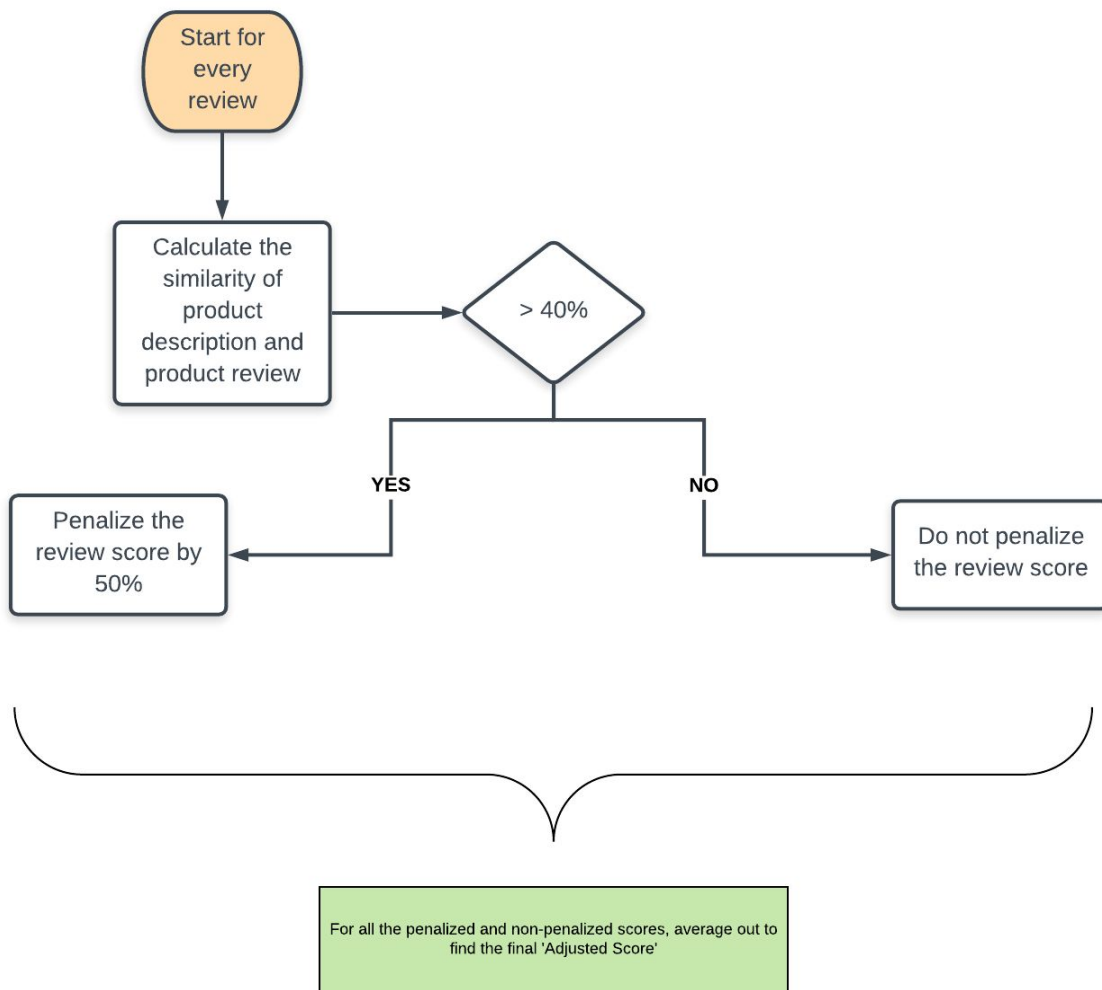 Start for
every
review
Calculate the
similarity of
product
description and
product review
> 40%
YES
NO
Penalize the
review score by
50%
Do not penalize
the review score
For all the penalized and non-penalized scores, average out to
find the final 'Adjusted Score'